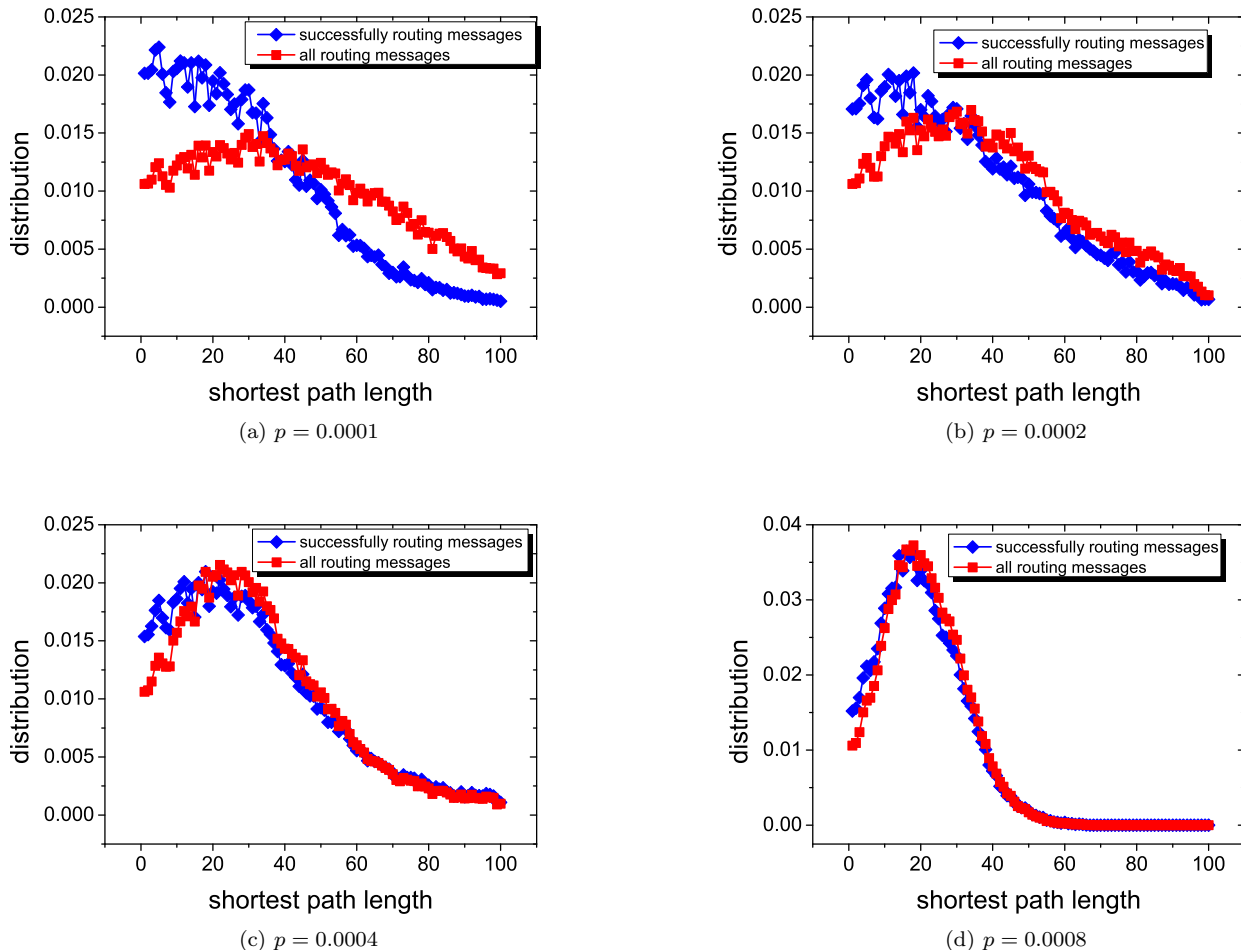 0.025
0.020
0.015
0.010
0.005
0.000
distribution
successfully routing messages
all routing messages
0 20 40 60 80 100
shortest path length
(a) p = 0.0001
0.025
0.020
0.015
0.010
0.005
0.000
distribution
successfully routing messages
all routing messages
0 20 40 60 80 100
shortest path length
(b) p = 0.0002
0.025
0.020
0.015
0.010
0.005
0.000
distribution
successfully routing messages
all routing messages
0 20 40 60 80 100
shortest path length
(c) p = 0.0004
0.04
0.03
0.02
0.01
0.00
distribution
successfully routing messages
all routing messages
0 20 40 60 80 100
shortest path length
(d) p = 0.0008